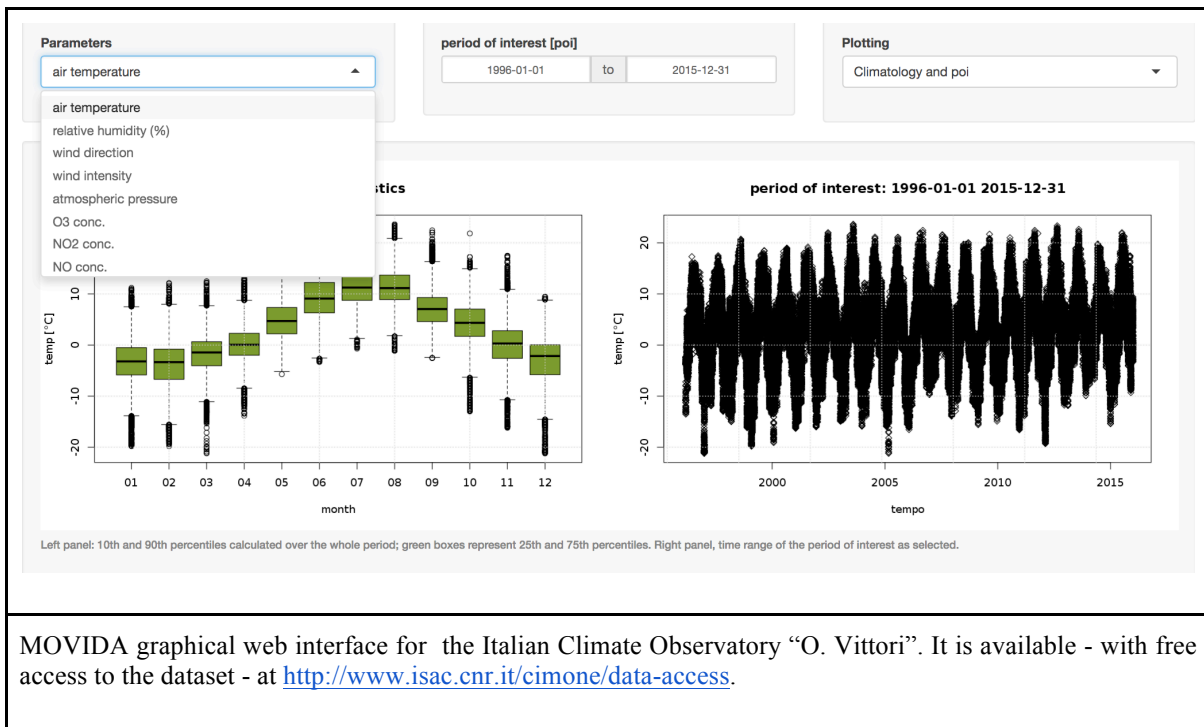 Parameters
period of interest [poi]
Plotting
air temperature
1996-01-01 to 2015-12-31
Climatology and poi
air temperature
relative humidity (%)
wind direction
wind intensity
atmospheric pressure
O3 conc.
NO2 conc.
NO conc.
stics
period of interest: 1996-01-01 2015-12-31
temp [°C]
10
0
-10
-20
01 02 03 04 05 06 07 08 09 10 11 12
month
temp [°C]
20
10
0
-10
-20
2000 2005 2010 2015
tempo
Left panel: 10th and 90th percentiles calculated over the whole period; green boxes represent 25th and 75th percentiles. Right panel, time range of the period of interest as selected.
MOVIDA graphical web interface for the Italian Climate Observatory “O. Vittori”. It is available - with free
access to the dataset - at http://www.isac.cnr.it/cimone/data-access.